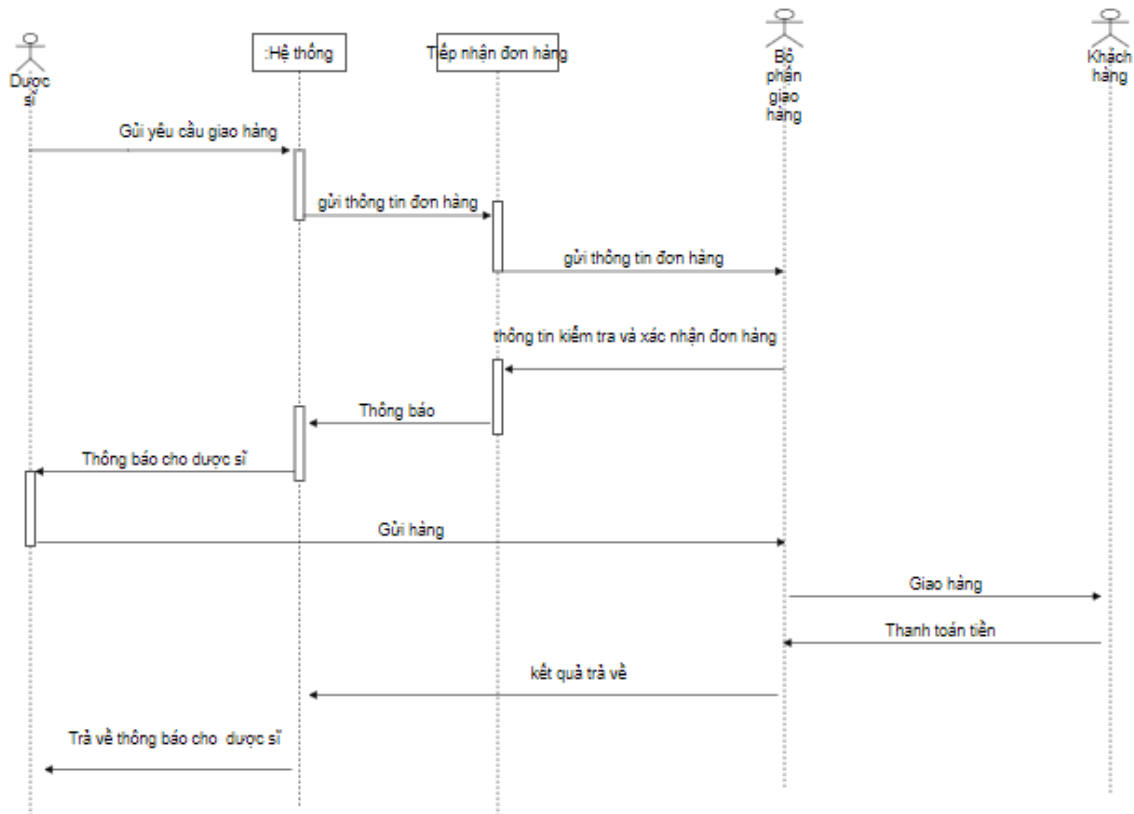 Dược
sĩ
:Hệ thống
Tiếp nhận đơn hàng
Bộ
phận
giao
hàng
Khách
hàng
Gửi yêu cầu giao hàng
gửi thông tin đơn hàng
gửi thông tin đơn hàng
thông tin kiểm tra và xác nhận đơn hàng
Thông báo
Thông báo cho dược sĩ
Gửi hàng
Giao hàng
Thanh toán tiền
kết quả trả về
Trả về thông báo cho dược sĩ